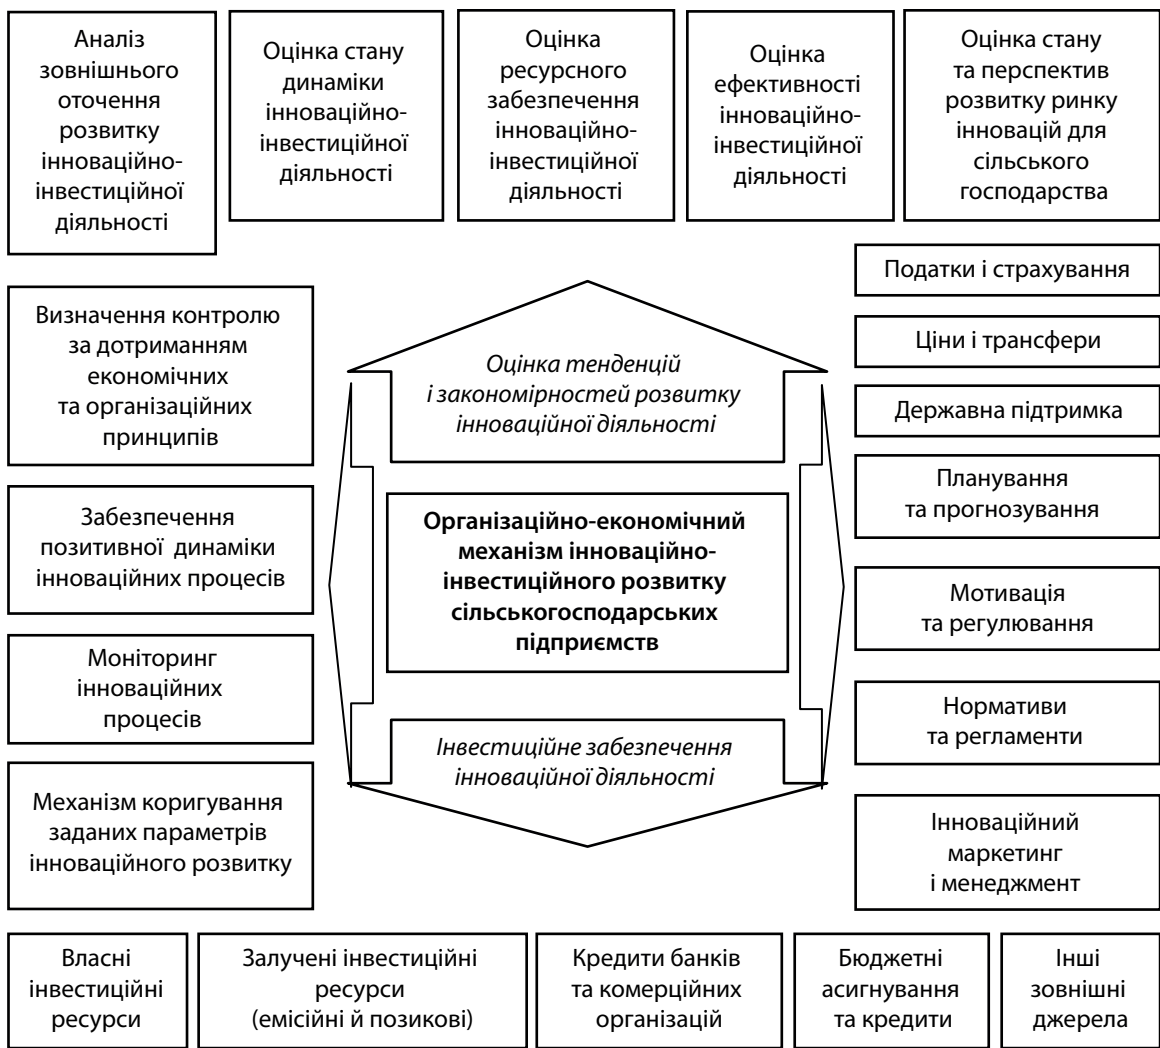 Аналіз
зовнішнього
оточення
розвитку
інноваційно-
інвестиційної
діяльності
Оцінка стану
динаміки
інноваційно-
інвестиційної
діяльності
Оцінка
ресурсного
забезпечення
інноваційно-
інвестиційної
діяльності
Оцінка
ефективності
інноваційно-
інвестиційної
діяльності
Оцінка стану
та перспектив
розвитку ринку
інновацій для
сільського
господарства
Визначення контролю
за дотриманням
економічних
та організаційних
принципів
Забезпечення
позитивної динаміки
інноваційних процесів
Моніторинг
інноваційних
процесів
Механізм коригування
заданих параметрів
інноваційного розвитку
Оцінка тенденцій
і закономірностей розвитку
інноваційної діяльності
Організаційно-економічний
механізм інноваційно-
інвестиційного розвитку
сільськогосподарських
підприємств
Інвестиційне забезпечення
інноваційної діяльності
Податки і страхування
Ціни і трансфери
Державна підтримка
Планування
та прогнозування
Мотивація
та регулювання
Нормативи
та регламенти
Інноваційний
маркетинг
і менеджмент
Власні
інвестиційні
ресурси
Залучені інвестиційні
ресурси
(емісійні й позикові)
Кредити банків
та комерційних
організацій
Бюджетні
асигнування
та кредити
Інші
зовнішні
джерела